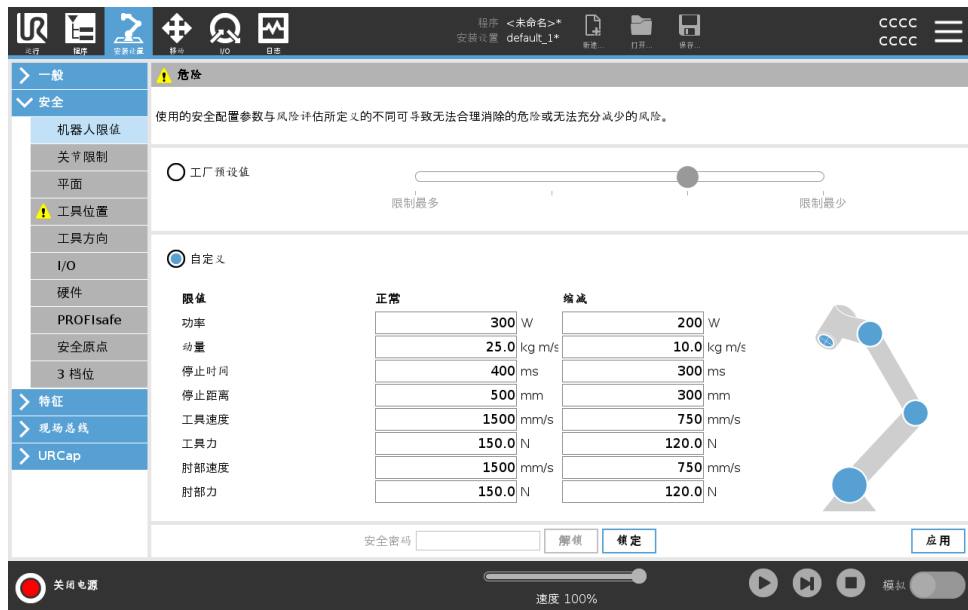 程序 <未命名>*
安装设置 default_1*
CCCC
CCCC
运行 程序 安装设置 移动 I/O 日志 新建... 打开... 保存...
一般
安全
机器人限值
关节限制
平面
工具位置
工具方向
I/O
硬件
PROFIsafe
安全原点
3 档位
特征
现场总线
URCap
危险
使用的安全配置参数与风险评估所定义的不同可导致无法合理消除的危险或无法充分减少的风险。
工厂预设值
限制最多 限制最少
自定义
限值 正常 缩减
功率 300 W 200 W
动量 25.0 kg m/s 10.0 kg m/s
停止时间 400 ms 300 ms
停止距离 500 mm 300 mm
工具速度 1500 mm/s 750 mm/s
工具力 150.0 N 120.0 N
肘部速度 1500 mm/s 750 mm/s
肘部力 150.0 N 120.0 N
安全密码 解锁 锁定 应用
关闭电源
速度 100%
模拟